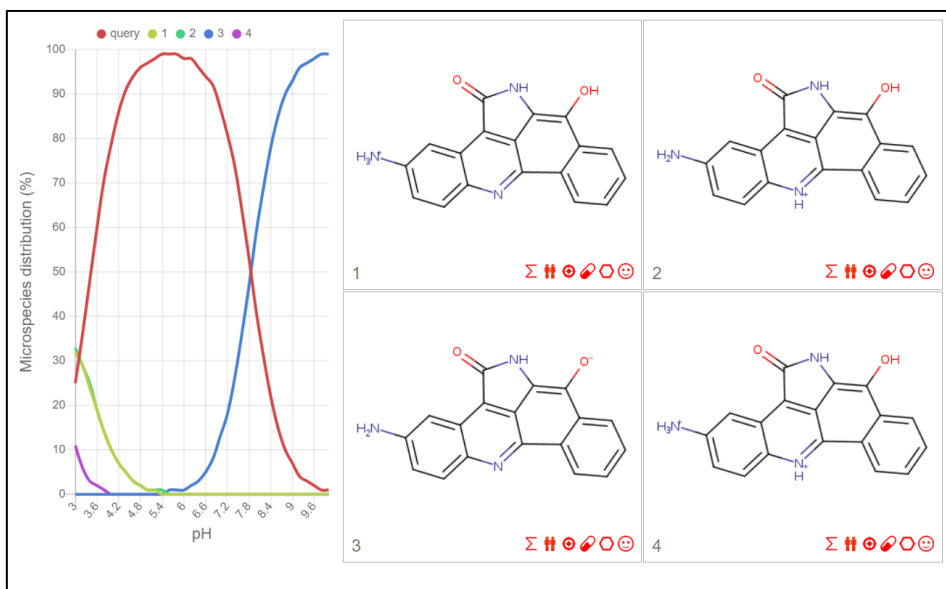 query 1 2 3 4
100
90
80
70
60
50
40
30
20
10
0
Microspecies distribution (%)
3 3.6 4.2 4.8 5.4 6 6.6 7.2 7.8 8.4 9 9.6
pH
O NH OH
H₃N⁺
N
1
O NH OH
H₂N
N⁺
H
2
O NH O⁻
H₂N
N
3
O NH OH
H₃N⁺
N⁺
H
4